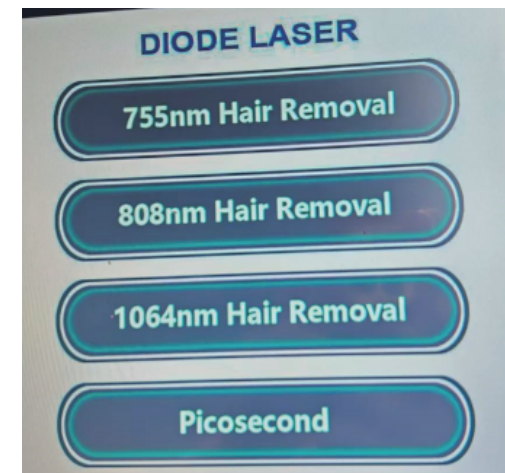 DIODE LASER
755nm Hair Removal
808nm Hair Removal
1064nm Hair Removal
Picosecond